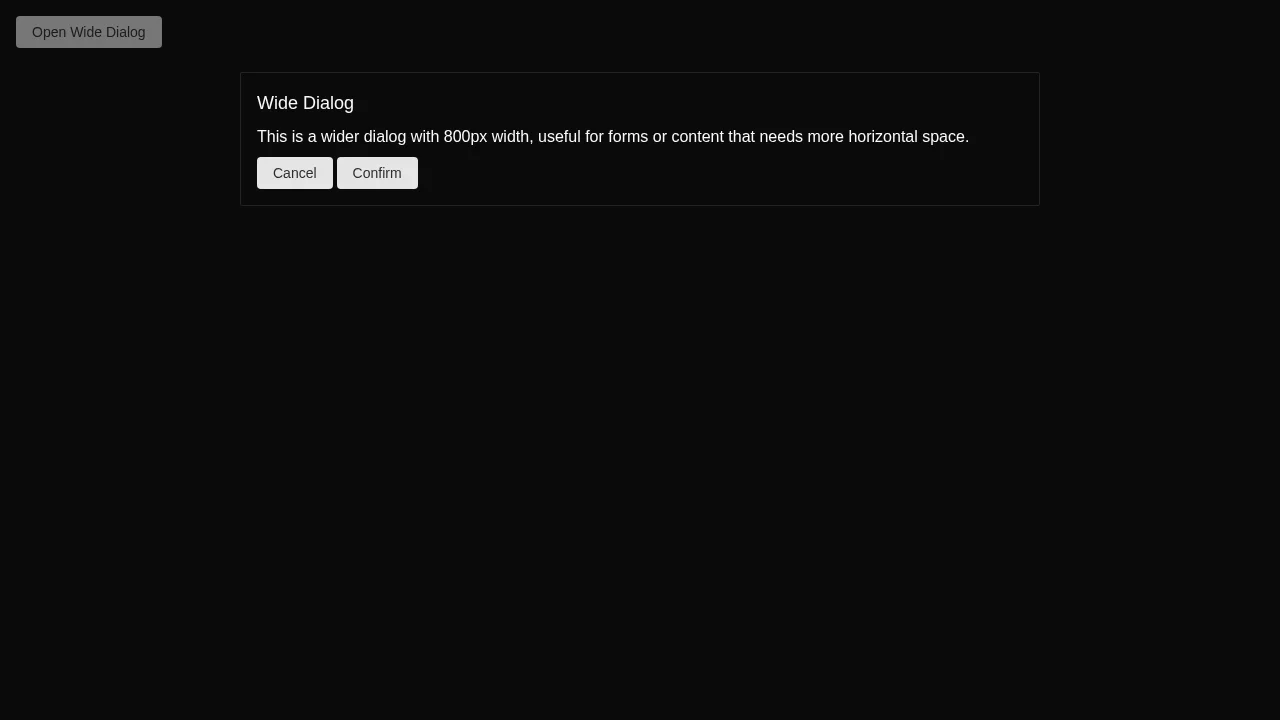 Open Wide Dialog
Wide Dialog
This is a wider dialog with 800px width, useful for forms or content that needs more horizontal space.
Cancel
Confirm